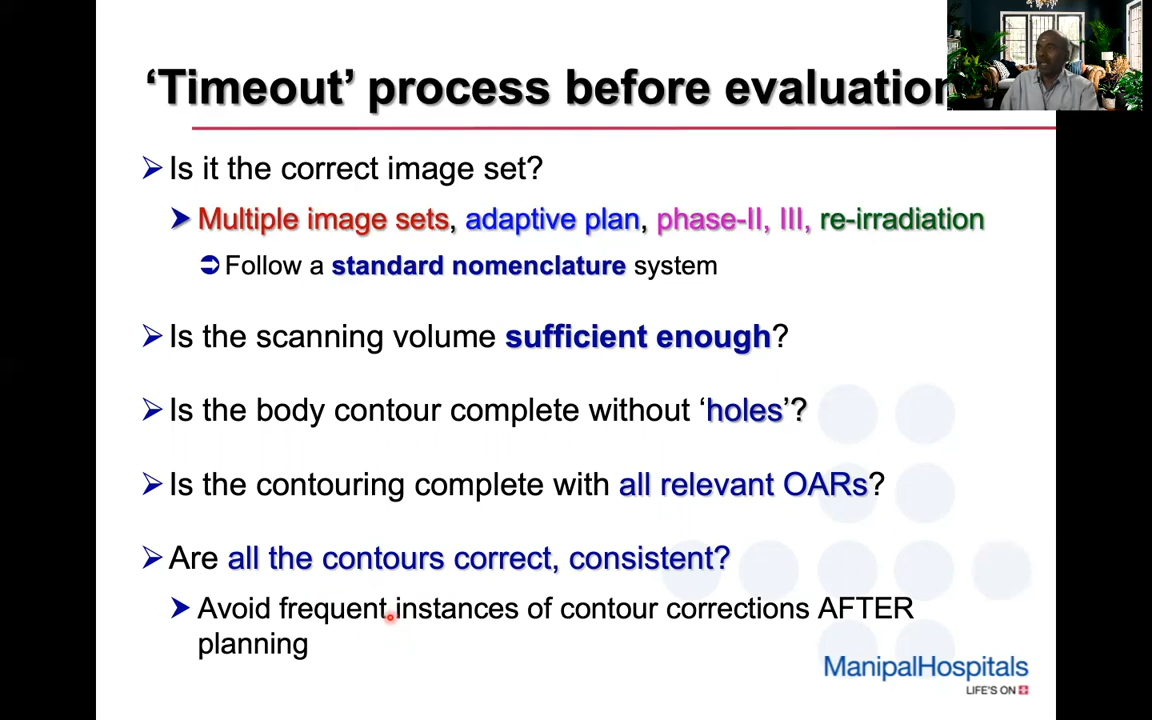 ‘Timeout’ process before evaluation
Is it the correct image set?
Multiple image sets, adaptive plan, phase-II, III, re-irradiation
Follow a standard nomenclature system
Is the scanning volume sufficient enough?
Is the body contour complete without ‘holes’?
Is the contouring complete with all relevant OARs?
Are all the contours correct, consistent?
Avoid frequent instances of contour corrections AFTER
planning
ManipalHospitals
LIFE'S ON